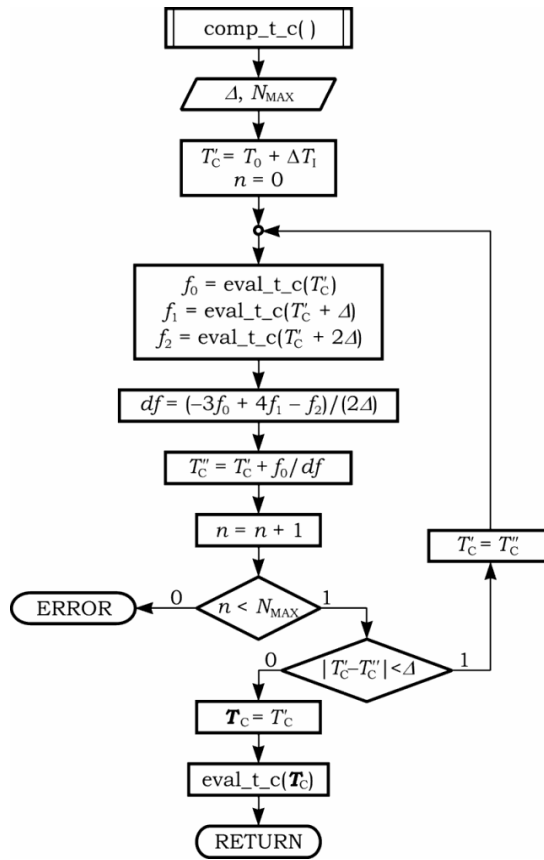 comp_t_c( )
Δ, N_MAX
T′_C = T_0 + ΔT_I
n = 0
f_0 = eval_t_c(T′_C)
f_1 = eval_t_c(T′_C + Δ)
f_2 = eval_t_c(T′_C + 2Δ)
df = (−3f_0 + 4f_1 − f_2)/(2Δ)
T″_C = T′_C + f_0/df
n = n + 1
T′_C = T″_C
ERROR
0
n < N_MAX
1
0
|T′_C−T″_C|<Δ
1
T_C = T′_C
eval_t_c(T_C)
RETURN